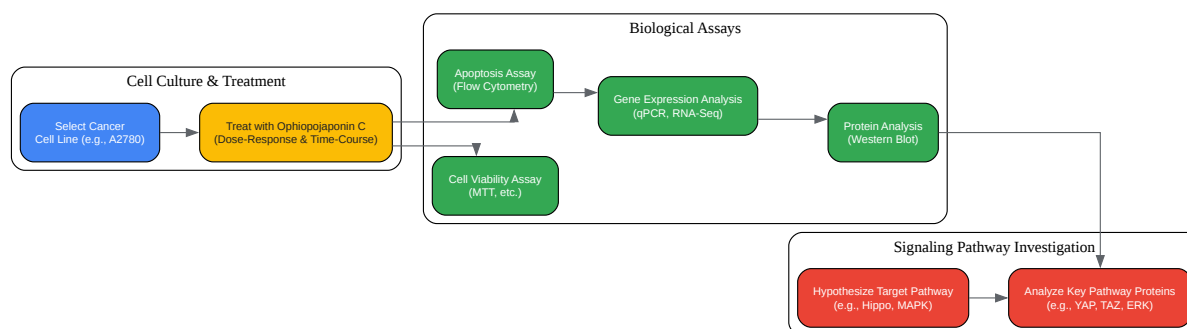 Cell Culture & Treatment
Select Cancer
Cell Line (e.g., A2780)
Treat with Ophiopojaponin C
(Dose-Response & Time-Course)
Biological Assays
Apoptosis Assay
(Flow Cytometry)
Cell Viability Assay
(MTT, etc.)
Gene Expression Analysis
(qPCR, RNA-Seq)
Protein Analysis
(Western Blot)
Signaling Pathway Investigation
Hypothesize Target Pathway
(e.g., Hippo, MAPK)
Analyze Key Pathway Proteins
(e.g., YAP, TAZ, ERK)